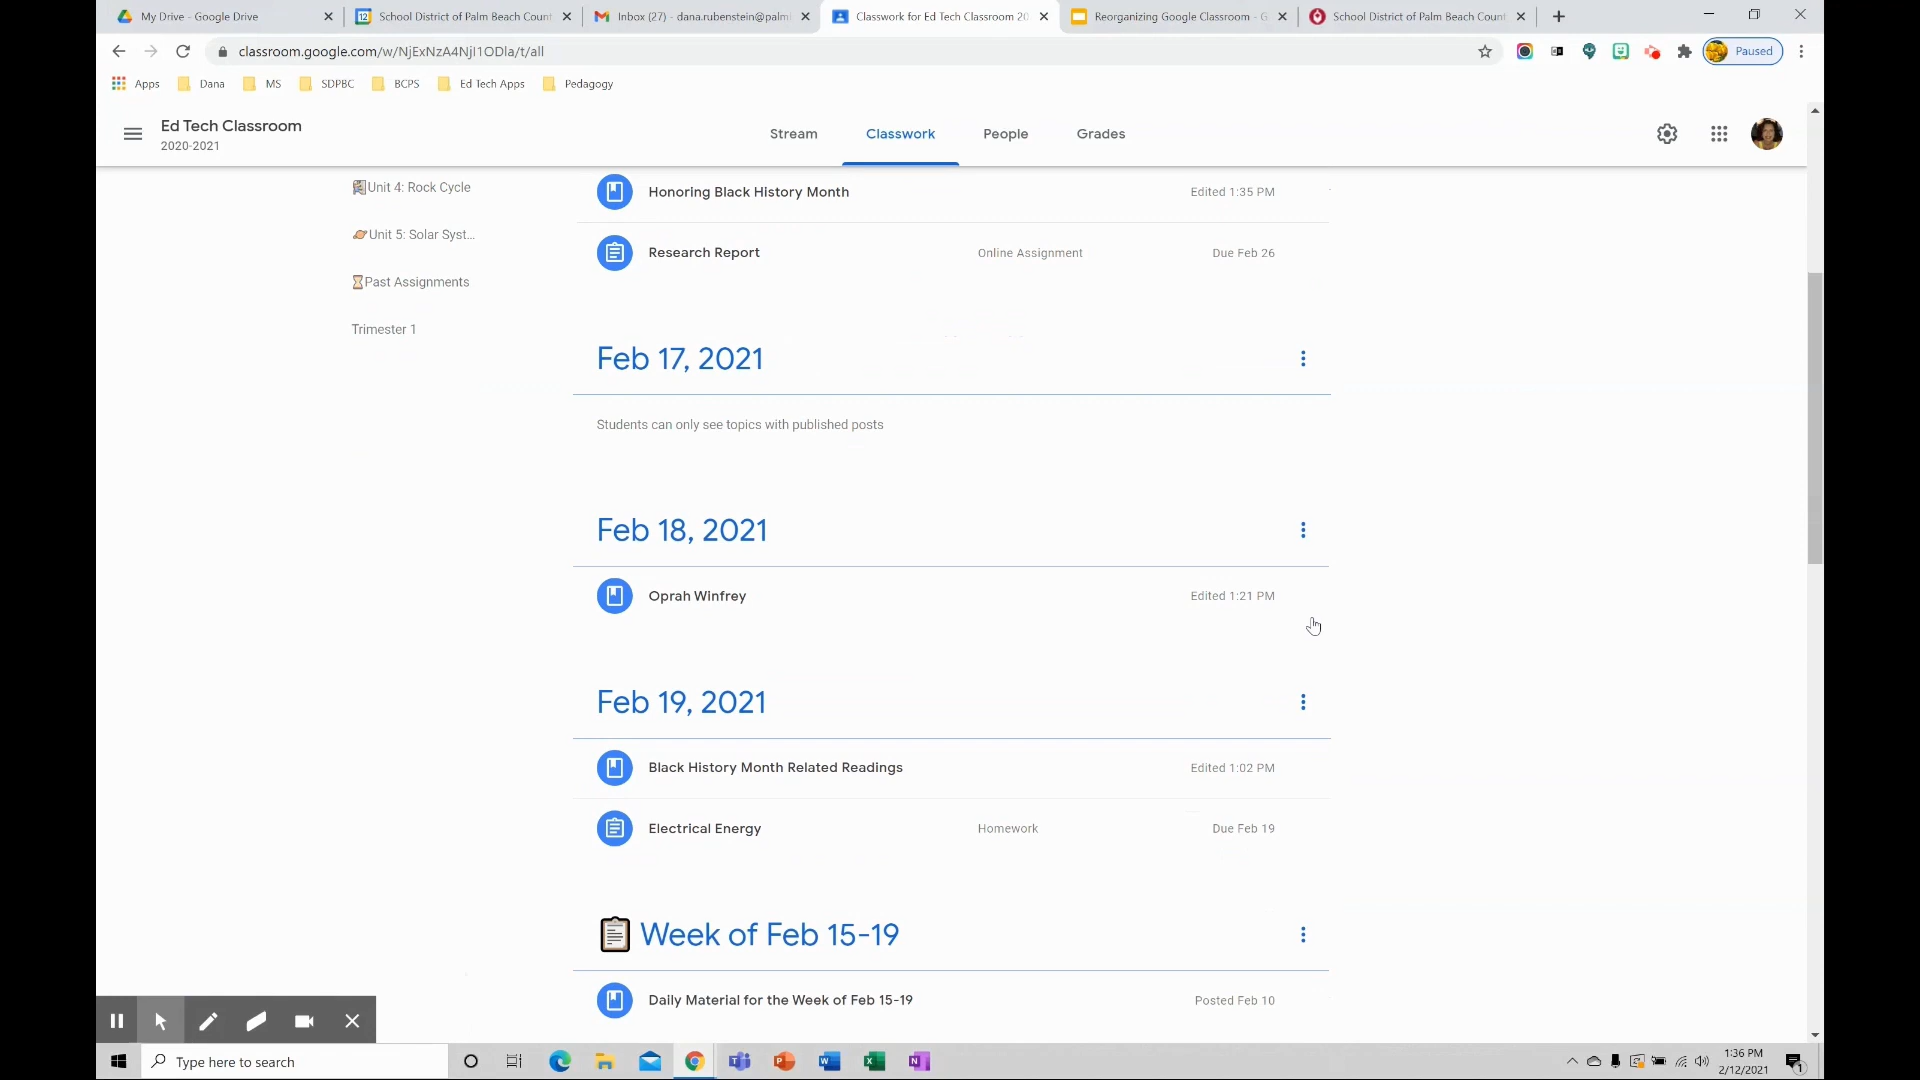 My Drive - Google Drive
School District of Palm Beach Count
Inbox (27) - dana.rubenstein@palm
Classwork for Ed Tech Classroom 20
Reorganizing Google Classroom - G
School District of Palm Beach Count
classroom.google.com/w/NjExNzA4NjI1ODla/t/all
Paused
Apps
Dana
MS
SDPBC
BCPS
Ed Tech Apps
Pedagogy
Ed Tech Classroom
2020-2021
Stream
Classwork
People
Grades
Unit 4: Rock Cycle
Unit 5: Solar Syst...
Past Assignments
Trimester 1
Honoring Black History Month
Edited 1:35 PM
Research Report
Online Assignment
Due Feb 26
Feb 17, 2021
Students can only see topics with published posts
Feb 18, 2021
Oprah Winfrey
Edited 1:21 PM
Feb 19, 2021
Black History Month Related Readings
Edited 1:02 PM
Electrical Energy
Homework
Due Feb 19
Week of Feb 15-19
Daily Material for the Week of Feb 15-19
Posted Feb 10
Type here to search
1:36 PM
2/12/2021